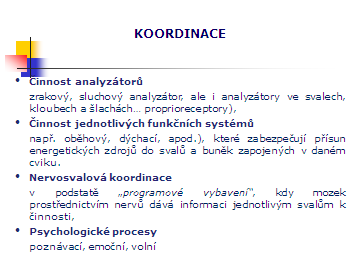 KOORDINACE
• Činnost analyzátorů
zrakový, sluchový analyzátor, ale i analyzátory ve svalech,
kloubech a šlachách… proprioreceptory),
• Činnost jednotlivých funkčních systémů
např. oběhový, dýchací, apod.), které zabezpečují přísun
energetických zdrojů do svalů a buněk zapojených v daném
cviku.
• Nervosvalová koordinace
v podstatě „programové vybavení", kdy mozek
prostřednictvím nervů dává informaci jednotlivým svalům k
činnosti,
• Psychologické procesy
poznávací, emoční, volní